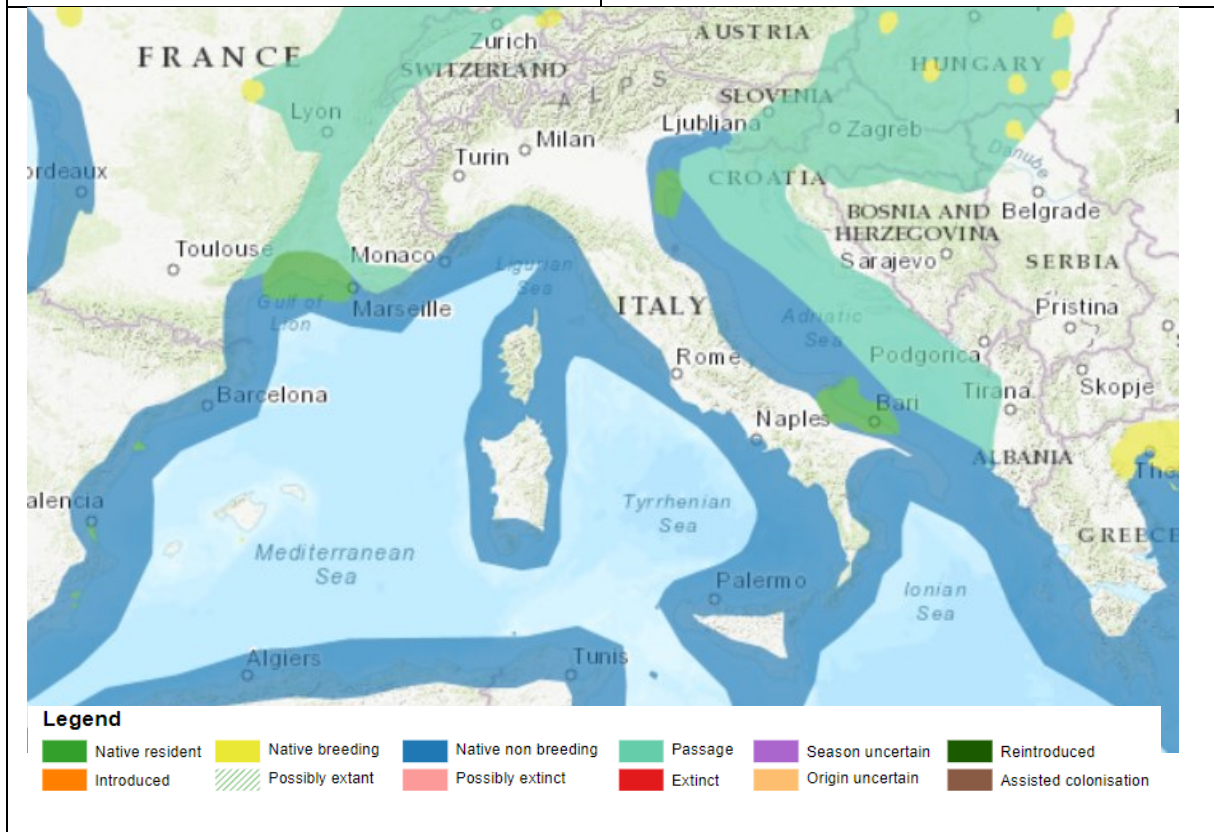 Zurich
AUSTRIA
FRANCE
SWITZERLAND
HUNGARY
ALPS
SLOVENIA
Lyon
Ljubljana
Zagreb
Milan
Turin
Danube
ordeaux
CROATIA
BOSNIA AND
HERZEGOVINA
Belgrade
Toulouse
Monaco
Sarajevo
SERBIA
Ligurian
Sea
Marseille
Gulf of
Lion
ITALY
Pristina
Adriatic
Sea
Rome
Podgorica
Skopje
Barcelona
Tirana
Naples
Bari
ALBANIA
The
alencia
Tyrrhenian
Sea
GREECE
Mediterranean
Sea
Palermo
Ionian
Sea
Algiers
Tunis
Legend
Native resident Native breeding Native non breeding Passage Season uncertain Reintroduced
Introduced Possibly extant Possibly extinct Extinct Origin uncertain Assisted colonisation